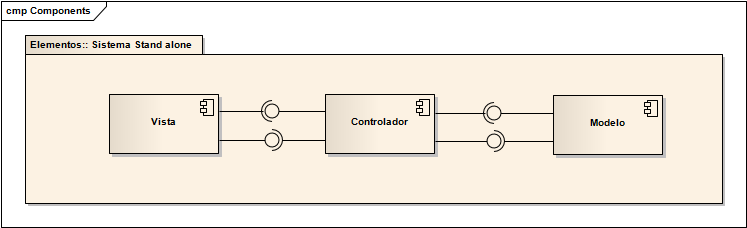 cmp Components
Elementos:: Sistema Stand alone
Vista
Controlador
Modelo